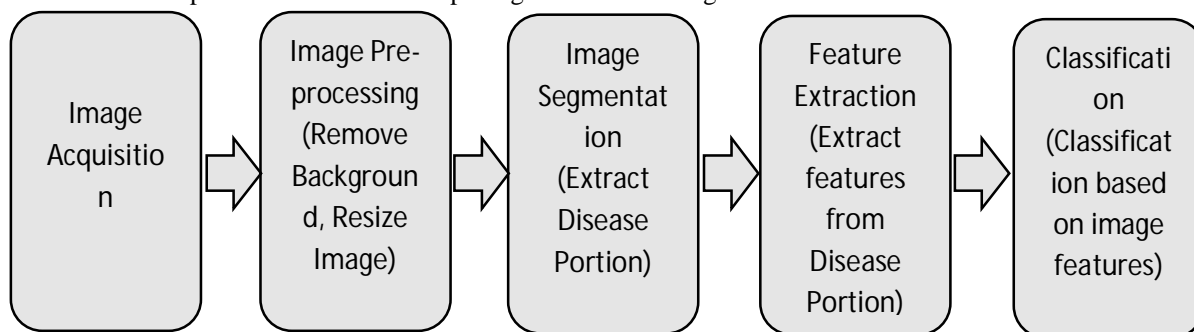 Image
Acquisitio
n
Image Pre-
processing
(Remove
Backgroun
d, Resize
Image)
Image
Segmentat
ion
(Extract
Disease
Portion)
Feature
Extraction
(Extract
features
from
Disease
Portion)
Classificati
on
(Classificat
ion based
on image
features)